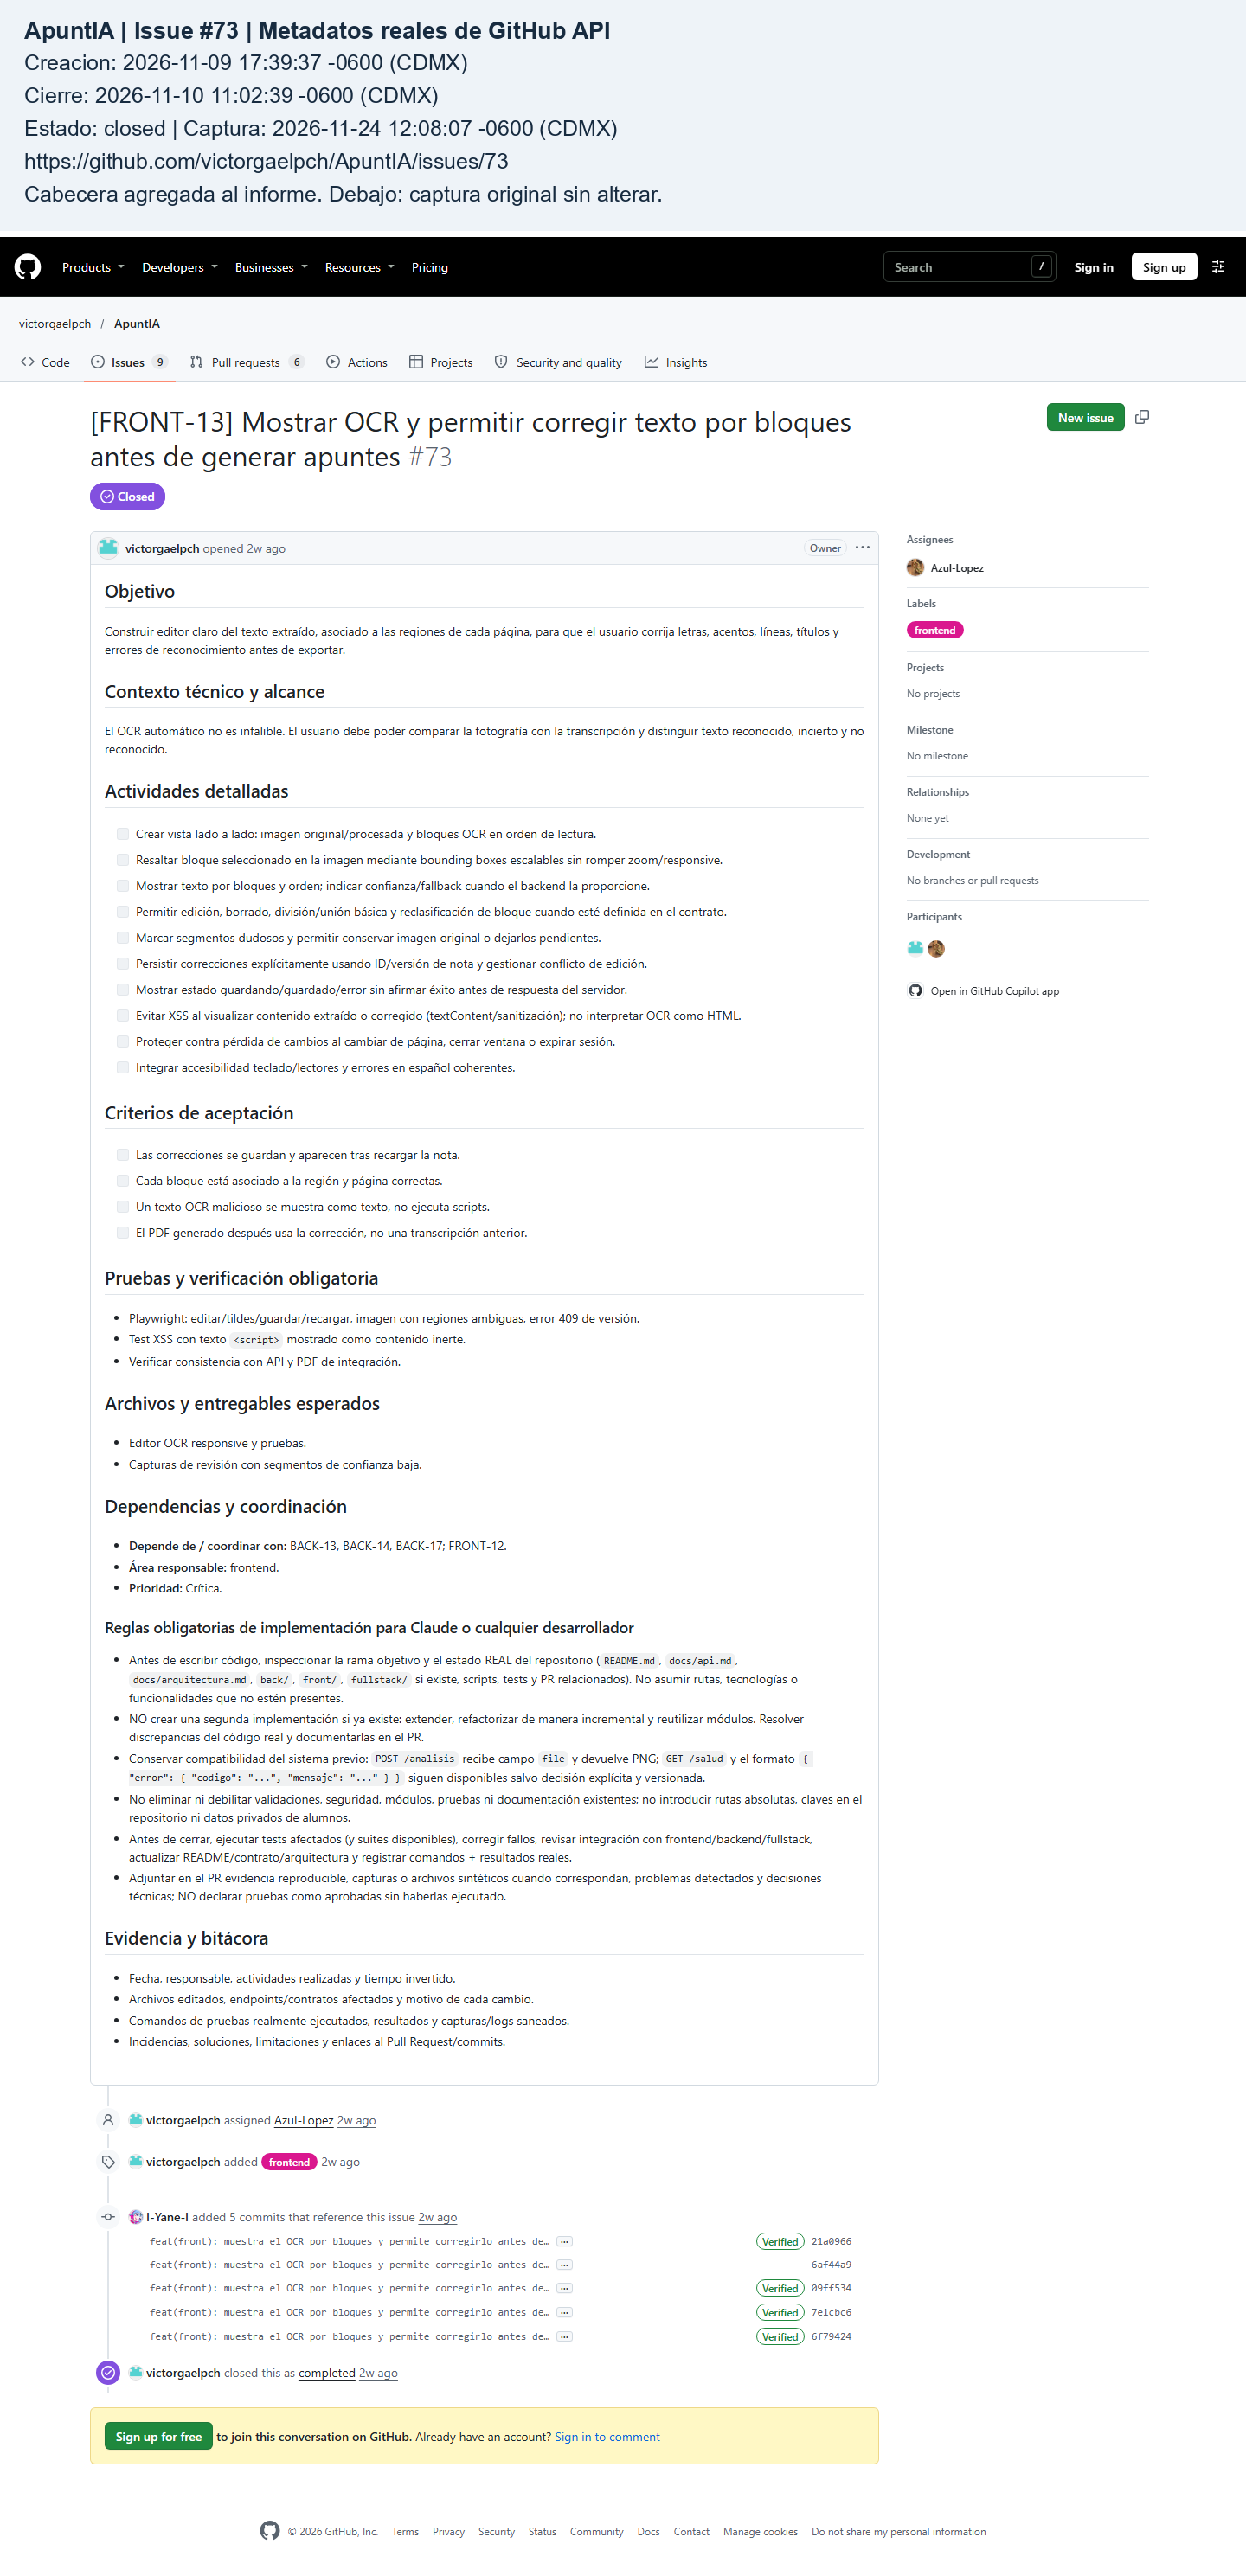 ApuntIA | Issue #73 | Metadatos reales de GitHub API
Creacion: 2026-11-09 17:39:37 -0600 (CDMX)
Cierre: 2026-11-10 11:02:39 -0600 (CDMX)
Estado: closed | Captura: 2026-11-24 12:08:07 -0600 (CDMX)
https://github.com/victorgaelpch/ApuntIA/issues/73
Cabecera agregada al informe. Debajo: captura original sin alterar.
Products Developers Businesses Resources Pricing Search / Sign in Sign up
victorgaelpch / ApuntIA
Code Issues 9 Pull requests 6 Actions Projects Security and quality Insights
[FRONT-13] Mostrar OCR y permitir corregir texto por bloques
antes de generar apuntes #73
New issue
Closed
victorgaelpch opened 2w ago Owner
Objetivo
Construir editor claro del texto extraído, asociado a las regiones de cada página, para que el usuario corrija letras, acentos, líneas, títulos y
errores de reconocimiento antes de exportar.
Contexto técnico y alcance
El OCR automático no es infalible. El usuario debe poder comparar la fotografía con la transcripción y distinguir texto reconocido, incierto y no
reconocido.
Actividades detalladas
Crear vista lado a lado: imagen original/procesada y bloques OCR en orden de lectura.
Resaltar bloque seleccionado en la imagen mediante bounding boxes escalables sin romper zoom/responsive.
Mostrar texto por bloques y orden; indicar confianza/fallback cuando el backend la proporcione.
Permitir edición, borrado, división/unión básica y reclasificación de bloque cuando esté definida en el contrato.
Marcar segmentos dudosos y permitir conservar imagen original o dejarlos pendientes.
Persistir correcciones explícitamente usando ID/versión de nota y gestionar conflicto de edición.
Mostrar estado guardando/guardado/error sin afirmar éxito antes de respuesta del servidor.
Evitar XSS al visualizar contenido extraído o corregido (textContent/sanitización); no interpretar OCR como HTML.
Proteger contra pérdida de cambios al cambiar de página, cerrar ventana o expirar sesión.
Integrar accesibilidad teclado/lectores y errores en español coherentes.
Criterios de aceptación
Las correcciones se guardan y aparecen tras recargar la nota.
Cada bloque está asociado a la región y página correctas.
Un texto OCR malicioso se muestra como texto, no ejecuta scripts.
El PDF generado después usa la corrección, no una transcripción anterior.
Pruebas y verificación obligatoria
Playwright: editar/tildes/guardar/recargar, imagen con regiones ambiguas, error 409 de versión.
Test XSS con texto <script> mostrado como contenido inerte.
Verificar consistencia con API y PDF de integración.
Archivos y entregables esperados
Editor OCR responsive y pruebas.
Capturas de revisión con segmentos de confianza baja.
Dependencias y coordinación
Depende de / coordinar con: BACK-13, BACK-14, BACK-17; FRONT-12.
Área responsable: frontend.
Prioridad: Crítica.
Reglas obligatorias de implementación para Claude o cualquier desarrollador
Antes de escribir código, inspeccionar la rama objetivo y el estado REAL del repositorio ( README.md, docs/api.md,
docs/arquitectura.md, back/, front/, fullstack/ si existe, scripts, tests y PR relacionados). No asumir rutas, tecnologías o
funcionalidades que no estén presentes.
NO crear una segunda implementación si ya existe: extender, refactorizar de manera incremental y reutilizar módulos. Resolver
discrepancias del código real y documentarlas en el PR.
Conservar compatibilidad del sistema previo: POST /analisis recibe campo file y devuelve PNG; GET /salud y el formato {
"error": { "codigo": "...", "mensaje": "..." } } siguen disponibles salvo decisión explícita y versionada.
No eliminar ni debilitar validaciones, seguridad, módulos, pruebas ni documentación existentes; no introducir rutas absolutas, claves en el
repositorio ni datos privados de alumnos.
Antes de cerrar, ejecutar tests afectados (y suites disponibles), corregir fallos, revisar integración con frontend/backend/fullstack,
actualizar README/contrato/arquitectura y registrar comandos + resultados reales.
Adjuntar en el PR evidencia reproducible, capturas o archivos sintéticos cuando correspondan, problemas detectados y decisiones
técnicas; NO declarar pruebas como aprobadas sin haberlas ejecutado.
Evidencia y bitácora
Fecha, responsable, actividades realizadas y tiempo invertido.
Archivos editados, endpoints/contratos afectados y motivo de cada cambio.
Comandos de pruebas realmente ejecutados, resultados y capturas/logs saneados.
Incidencias, soluciones, limitaciones y enlaces al Pull Request/commits.
Assignees
Azul-Lopez
Labels
frontend
Projects
No projects
Milestone
No milestone
Relationships
None yet
Development
No branches or pull requests
Participants
Open in GitHub Copilot app
victorgaelpch assigned Azul-Lopez 2w ago
victorgaelpch added frontend 2w ago
I-Yane-I added 5 commits that reference this issue 2w ago
feat(front): muestra el OCR por bloques y permite corregirlo antes de… ... Verified 21a0966
feat(front): muestra el OCR por bloques y permite corregirlo antes de… ... 6af44a9
feat(front): muestra el OCR por bloques y permite corregirlo antes de… ... Verified 09ff534
feat(front): muestra el OCR por bloques y permite corregirlo antes de… ... Verified 7e1cbc6
feat(front): muestra el OCR por bloques y permite corregirlo antes de… ... Verified 6f79424
victorgaelpch closed this as completed 2w ago
Sign up for free to join this conversation on GitHub. Already have an account? Sign in to comment
© 2026 GitHub, Inc. Terms Privacy Security Status Community Docs Contact Manage cookies Do not share my personal information